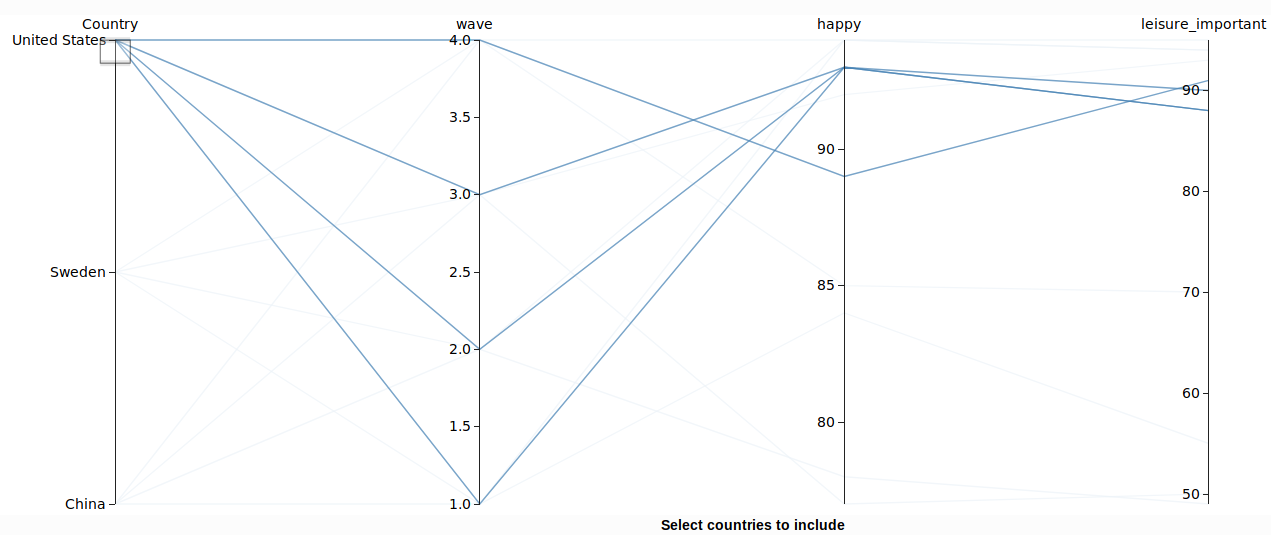 Country wave happy leisure_important
United States 4.0
3.5
90
90
3.0 80
Sweden 2.5 85 70
2.0
60
1.5 80
50
China 1.0
Select countries to include